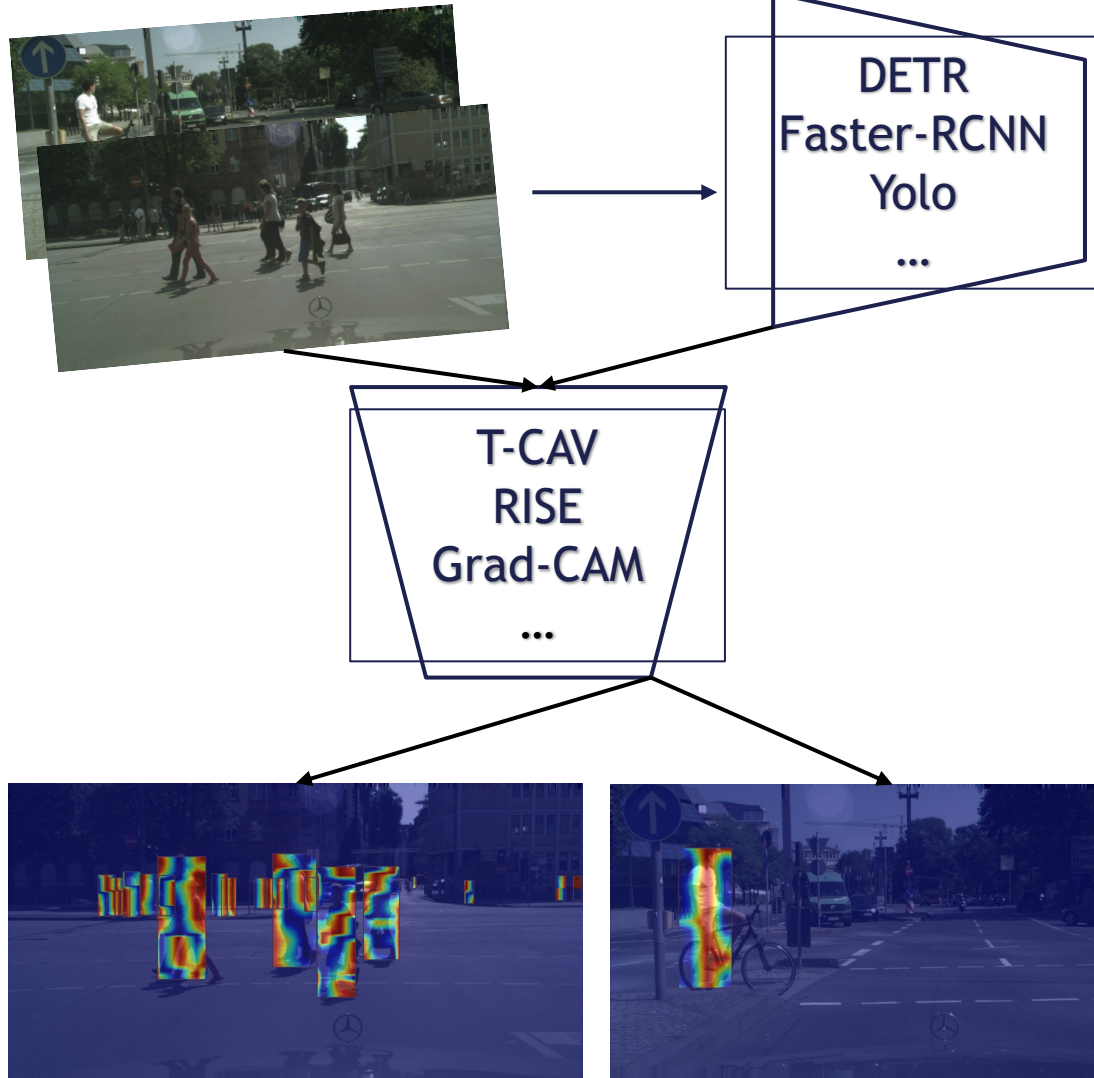 DETR
Faster-RCNN
Yolo
...
T-CAV
RISE
Grad-CAM
...